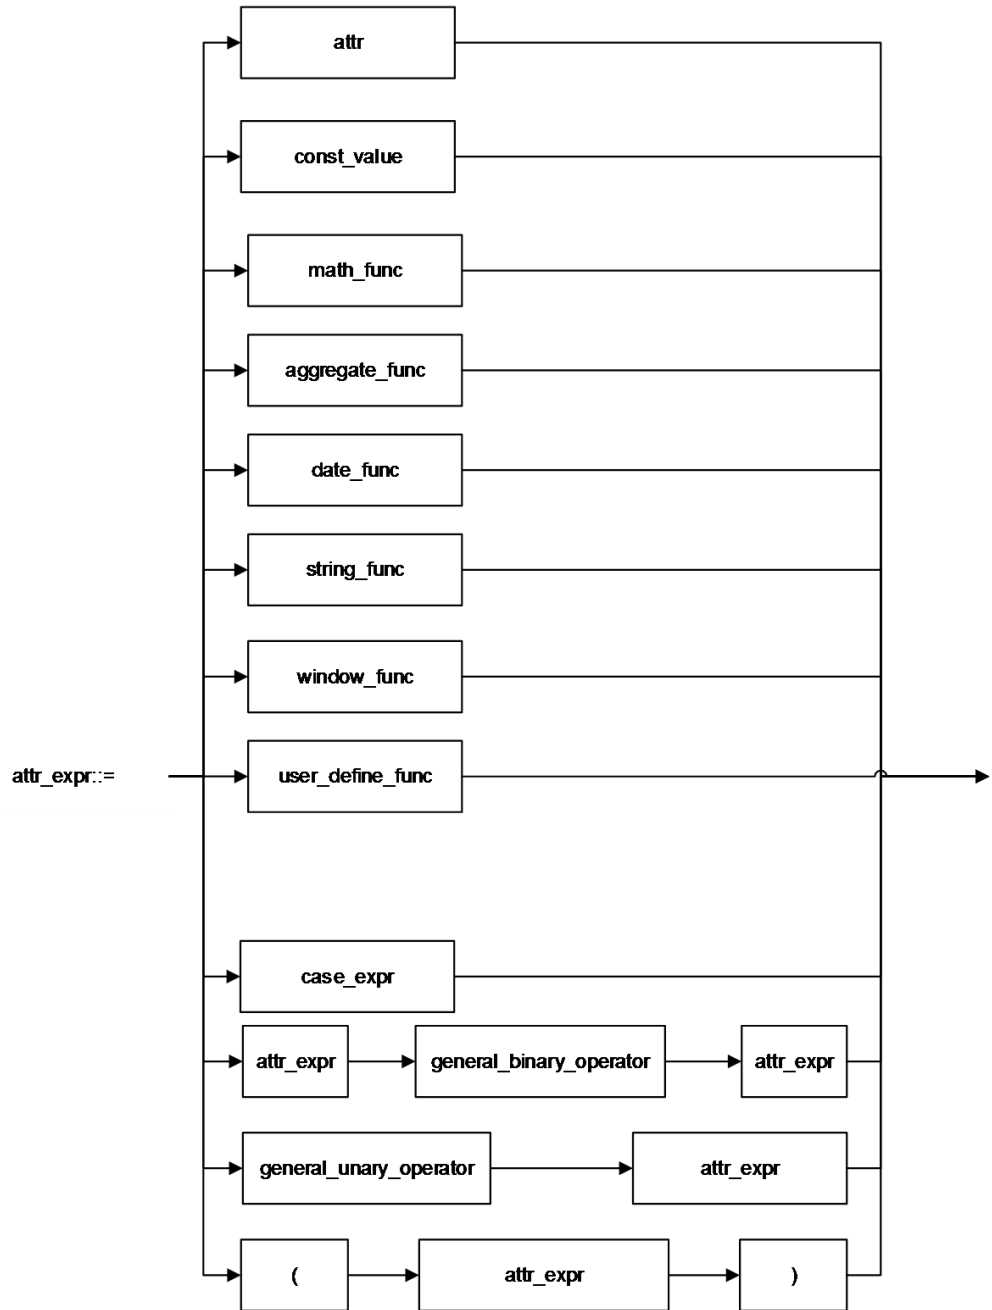 attr
const_value
math_func
aggregate_func
date_func
string_func
window_func
attr_expr::= user_define_func
case_expr
attr_expr general_binary_operator attr_expr
general_unary_operator attr_expr
( attr_expr )